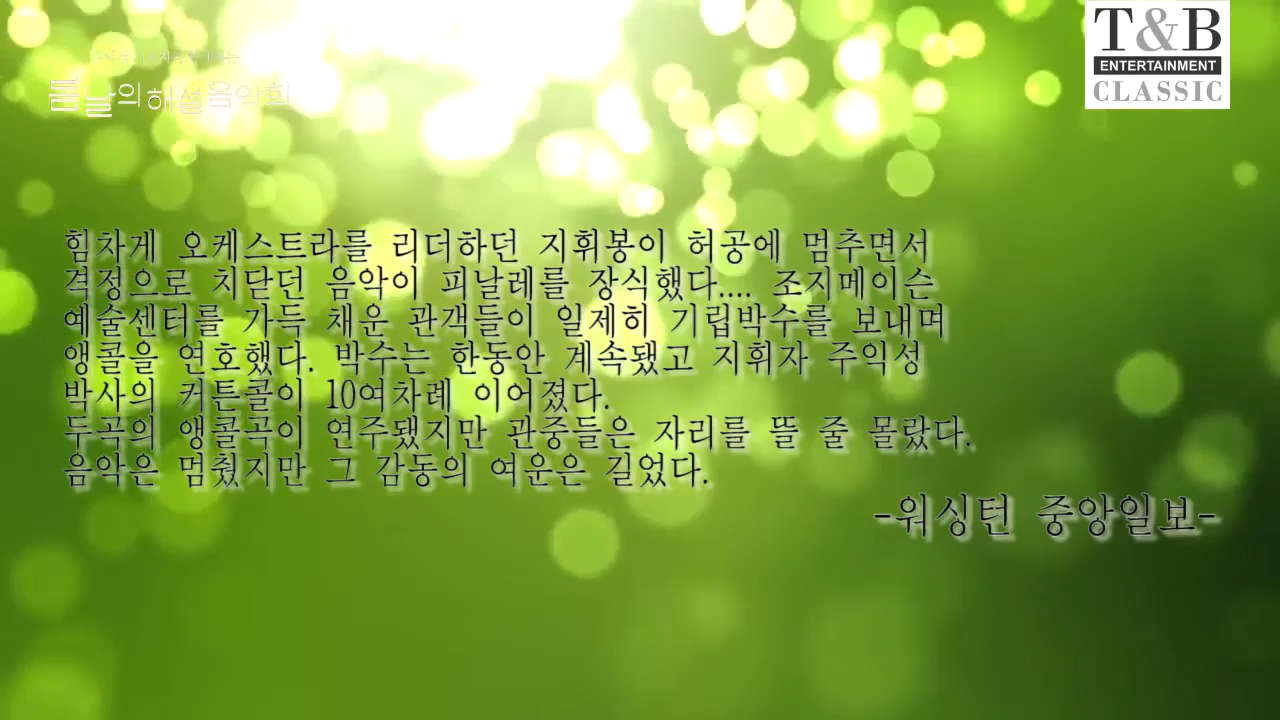 날의해설음악회
T&B
ENTERTAINMENT
CLASSIC
힘차게 오케스트라를 리더하던 지휘봉이 허공에 멈추면서
격정으로 치닫던 음악이 피날레를 장식했다.... 조지메이슨
예술센터를 가득 채운 관객들이 일제히 기립박수를 보내며
앵콜을 연호했다. 박수는 한동안 계속됐고 지휘자 주익성
박사의 커튼콜이 10여차례 이어졌다.
두곡의 앵콜곡이 연주됐지만 관중들은 자리를 뜰 줄 몰랐다.
음악은 멈췄지만 그 감동의 여운은 길었다.
-워싱턴 중앙일보-